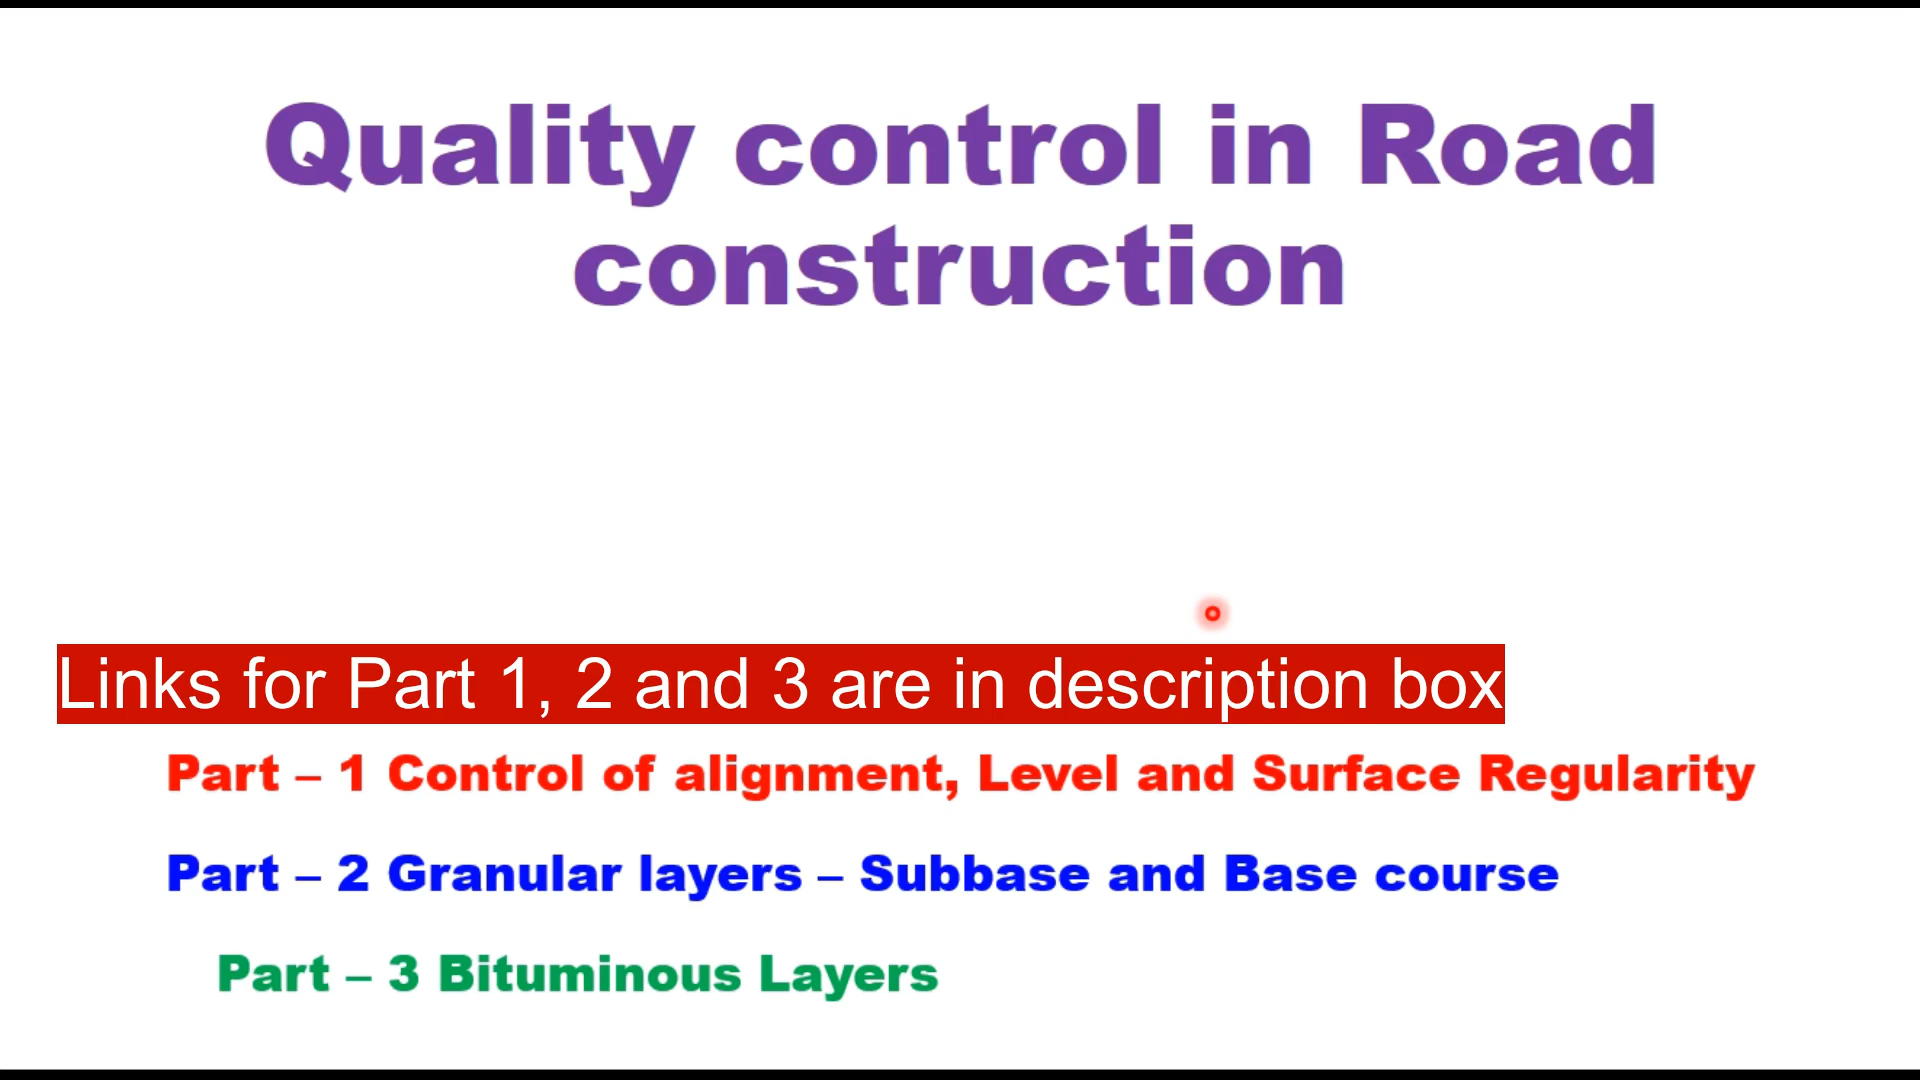 Quality control in Road
construction
Links for Part 1, 2 and 3 are in description box
Part – 1 Control of alignment, Level and Surface Regularity
Part – 2 Granular layers – Subbase and Base course
Part – 3 Bituminous Layers